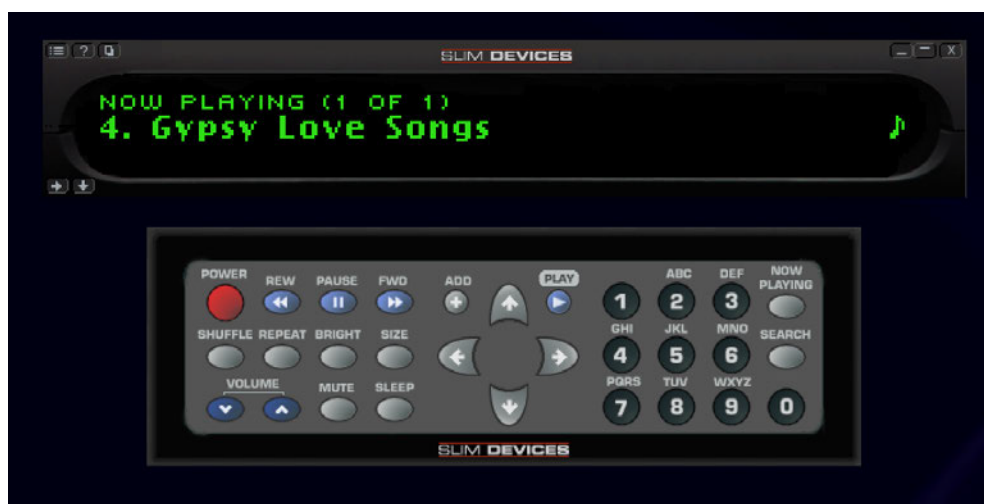 SLIM DEVICES
NOW PLAYING (1 OF 1)
4. Gypsy Love Songs
POWER REW PAUSE FWD ADD PLAY ABC DEF NOW PLAYING
1 2 3
SHUFFLE REPEAT BRIGHT SIZE GHI JKL MNO SEARCH
4 5 6
VOLUME MUTE SLEEP PQRS TUV WXYZ
7 8 9 0
SLIM DEVICES